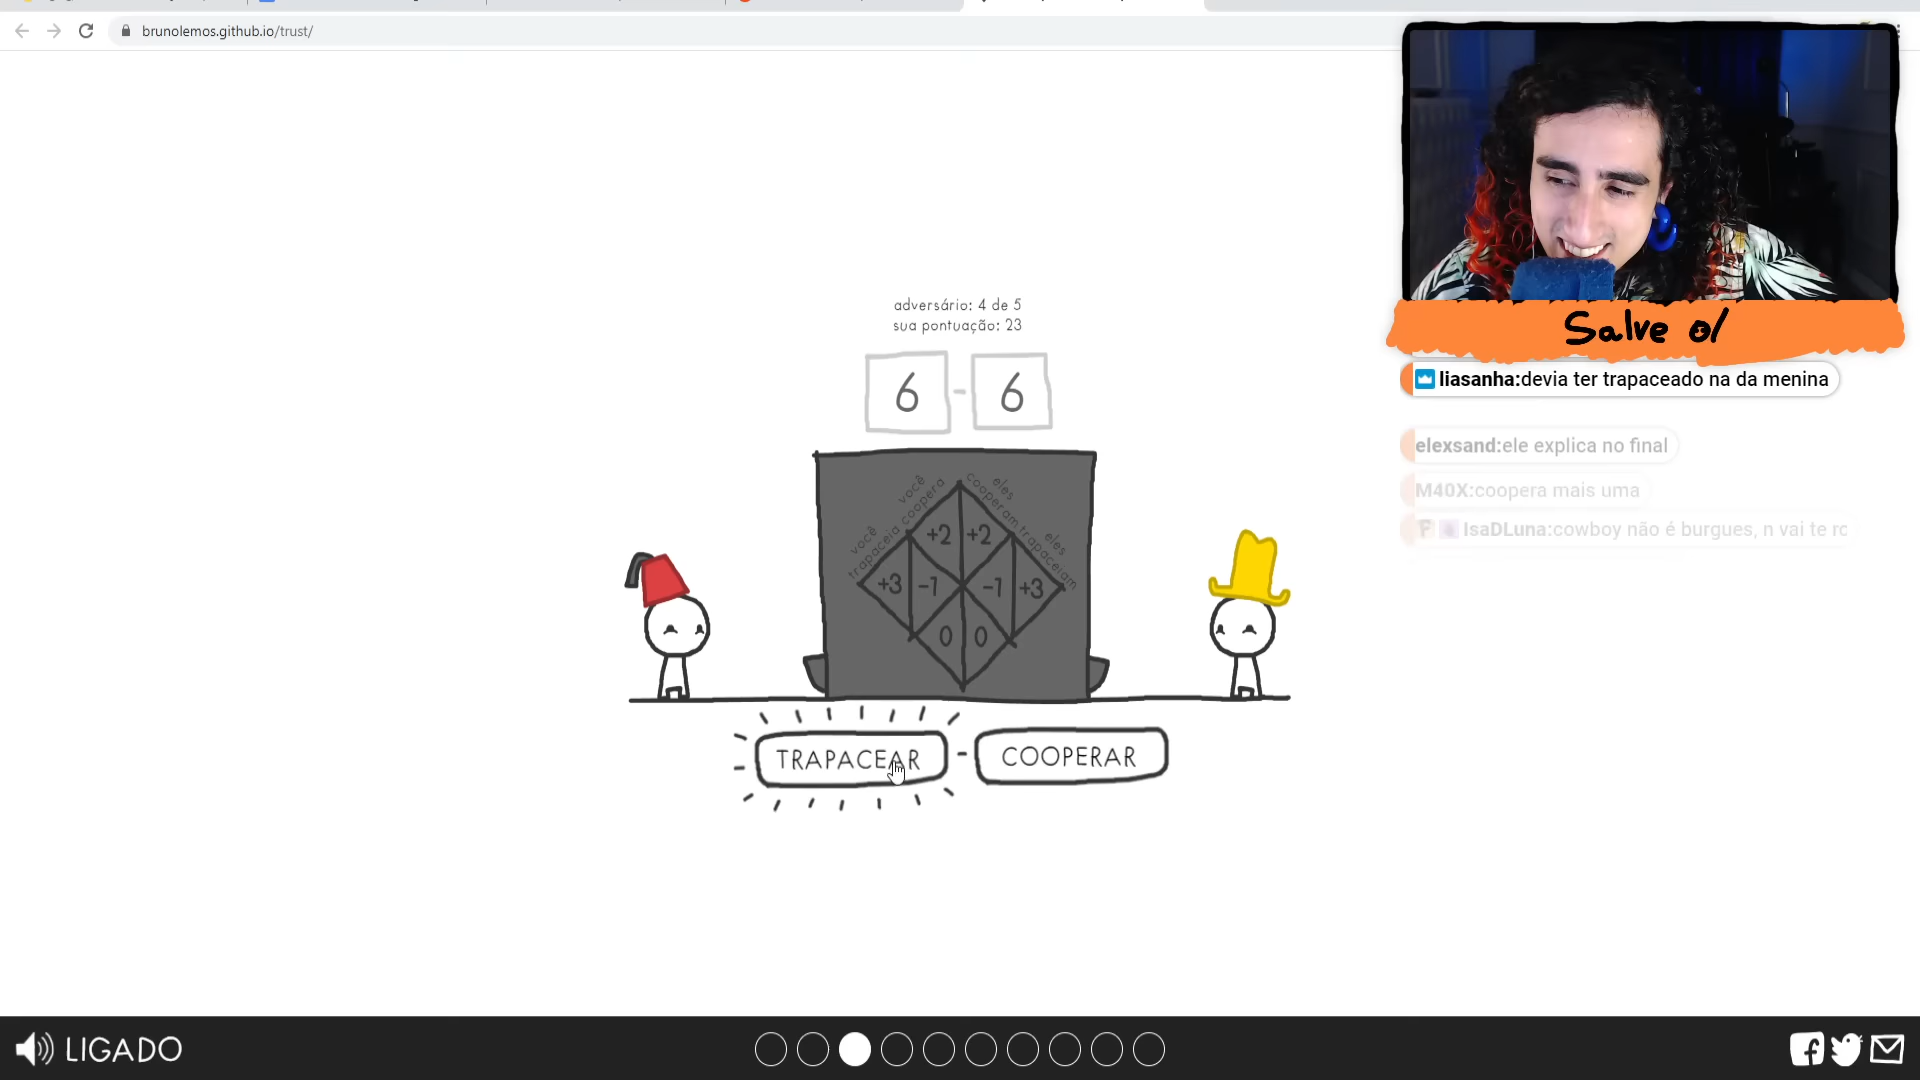 brunolemos.github.io/trust/
adversário: 4 de 5
sua pontuação: 23
6 - 6
você coopera
eles cooperam
você trapaceia
eles trapaceiam
+2 +2
+3 -1 -1 +3
0 0
TRAPACEAR - COOPERAR
Salve o/
liasanha:devia ter trapaceado na da menina
elexsand:ele explica no final
M40X:coopera mais uma
IsaDLuna:cowboy não é burgues, n vai te
LIGADO